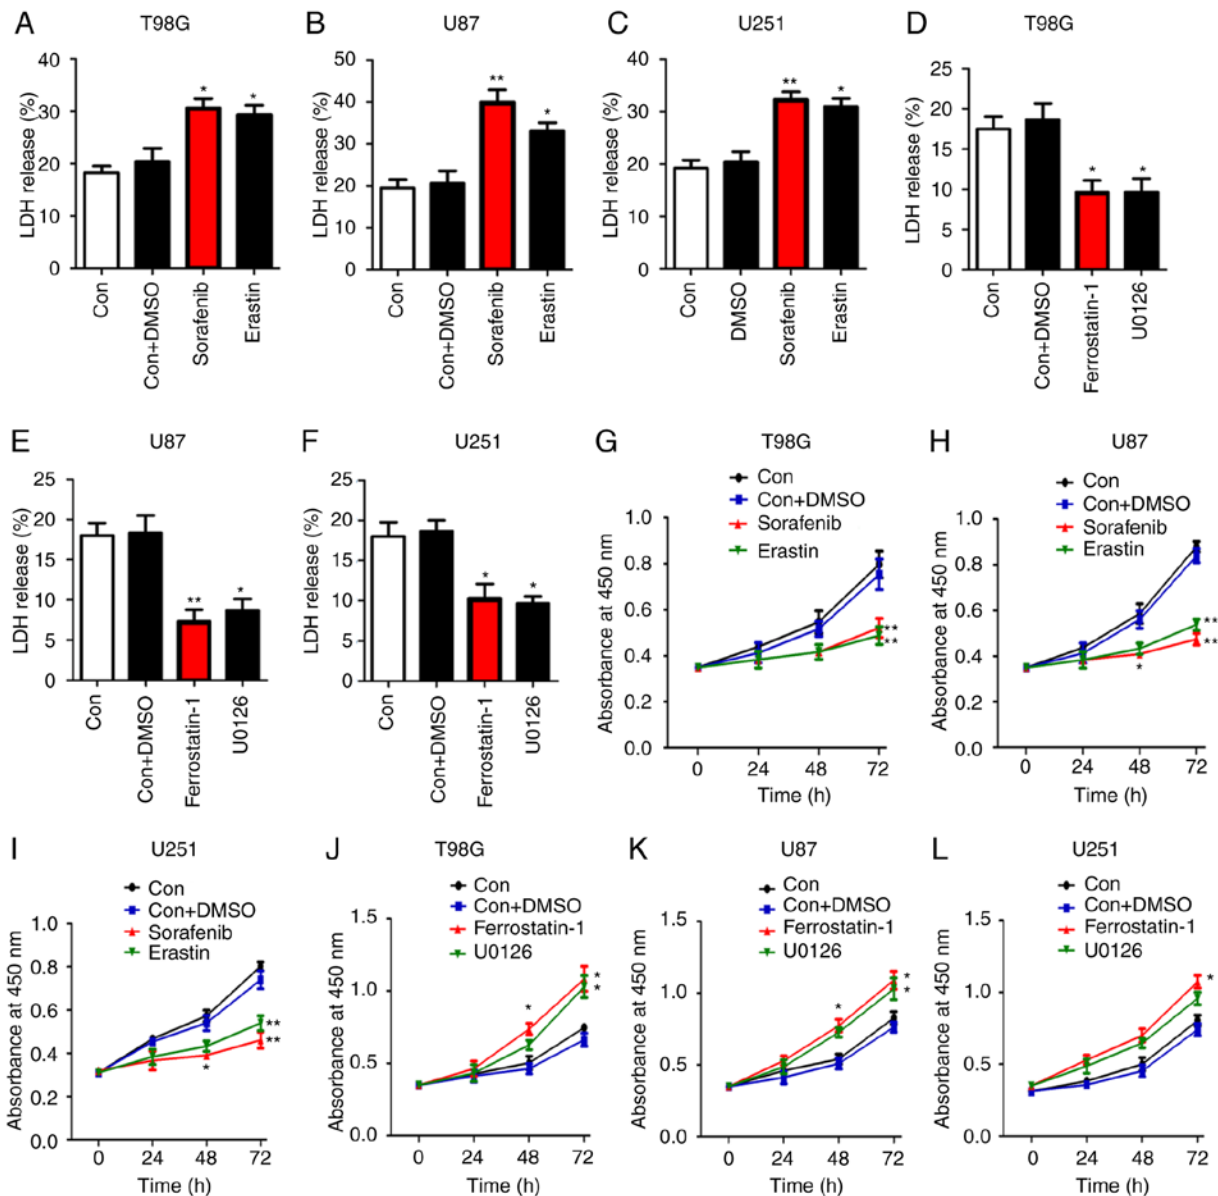 A T98G
LDH release (%)
40
30
20
10
0
*
*
Con
Con+DMSO
Sorafenib
Erastin
B U87
LDH release (%)
50
40
30
20
10
0
**
*
Con
Con+DMSO
Sorafenib
Erastin
C U251
LDH release (%)
40
30
20
10
0
**
*
Con
DMSO
Sorafenib
Erastin
D T98G
LDH release (%)
25
20
15
10
5
0
*
*
Con
Con+DMSO
Ferrostatin-1
U0126
E U87
LDH release (%)
25
20
15
10
5
0
**
*
Con
Con+DMSO
Ferrostatin-1
U0126
F U251
LDH release (%)
25
20
15
10
5
0
*
*
Con
Con+DMSO
Ferrostatin-1
U0126
G T98G
Con
Con+DMSO
Sorafenib
Erastin
Absorbance at 450 nm
1.0
0.8
0.6
0.4
0.2
0.0
**
**
0 24 48 72
Time (h)
H U87
Con
Con+DMSO
Sorafenib
Erastin
Absorbance at 450 nm
1.0
0.8
0.6
0.4
0.2
0.0
**
**
*
0 24 48 72
Time (h)
I U251
Con
Con+DMSO
Sorafenib
Erastin
Absorbance at 450 nm
1.0
0.8
0.6
0.4
0.2
0.0
**
**
*
0 24 48 72
Time (h)
J T98G
Con
Con+DMSO
Ferrostatin-1
U0126
Absorbance at 450 nm
1.5
1.0
0.5
0.0
*
*
*
0 24 48 72
Time (h)
K U87
Con
Con+DMSO
Ferrostatin-1
U0126
Absorbance at 450 nm
1.5
1.0
0.5
0.0
*
*
*
0 24 48 72
Time (h)
L U251
Con
Con+DMSO
Ferrostatin-1
U0126
Absorbance at 450 nm
1.5
1.0
0.5
0.0
*
0 24 48 72
Time (h)